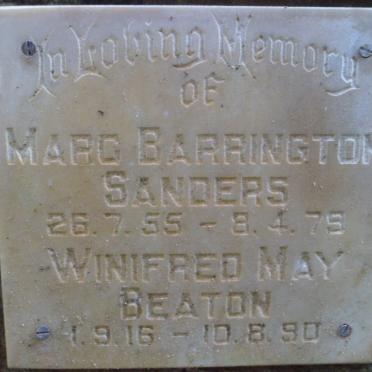 In Loving Memory
OF
MARC BARRINGTON
SANDERS
26.7.55 - 8.4.79
WINIFRED MAY
BEATON
1.9.16 - 10.8.90